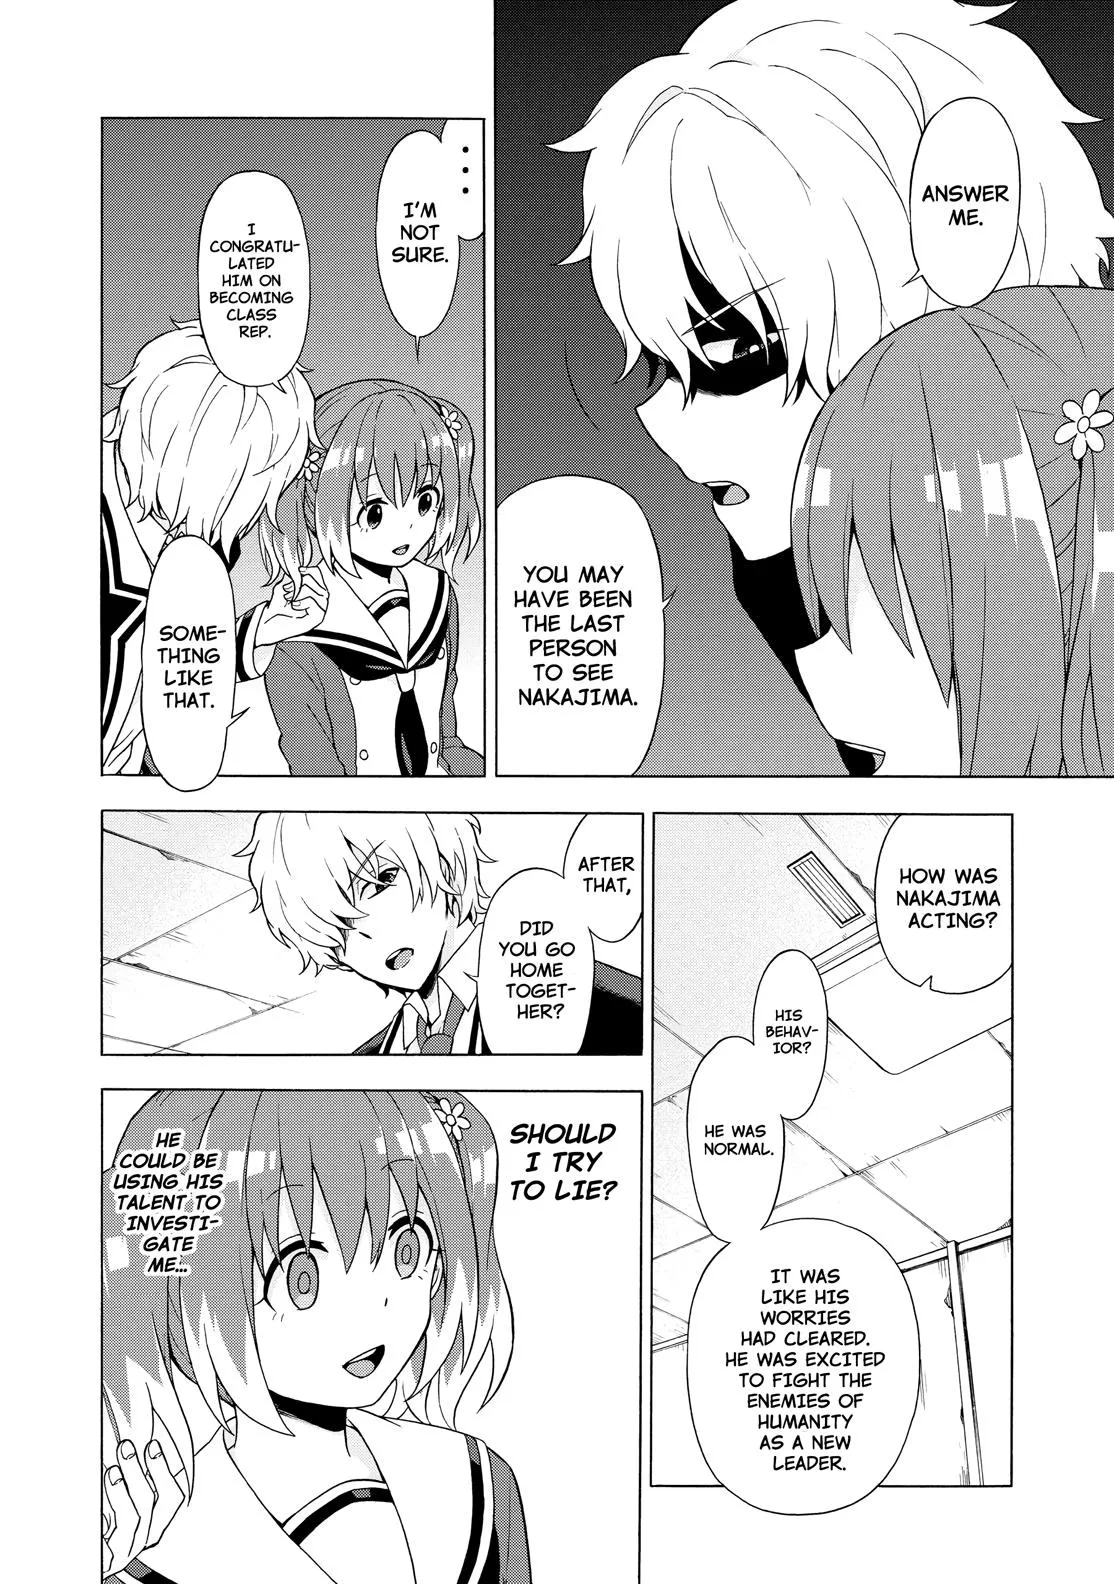 ANSWER
ME.
YOU MAY
HAVE BEEN
THE LAST
PERSON
TO SEE
NAKAJIMA.
...
I'M
NOT
SURE.
I
CONGRATU-
LATED
HIM ON
BECOMING
CLASS
REP.
SOME-
THING
LIKE
THAT.
HOW WAS
NAKAJIMA
ACTING?
HIS
BEHAV-
IOR?
HE WAS
NORMAL.
IT WAS
LIKE HIS
WORRIES
HAD CLEARED.
HE WAS EXCITED
TO FIGHT THE
ENEMIES OF
HUMANITY
AS A NEW
LEADER.
AFTER
THAT,
DID
YOU GO
HOME
TOGET-
HER?
SHOULD
I TRY
TO LIE?
HE
COULD BE
USING HIS
TALENT TO
INVESTI-
GATE
ME...